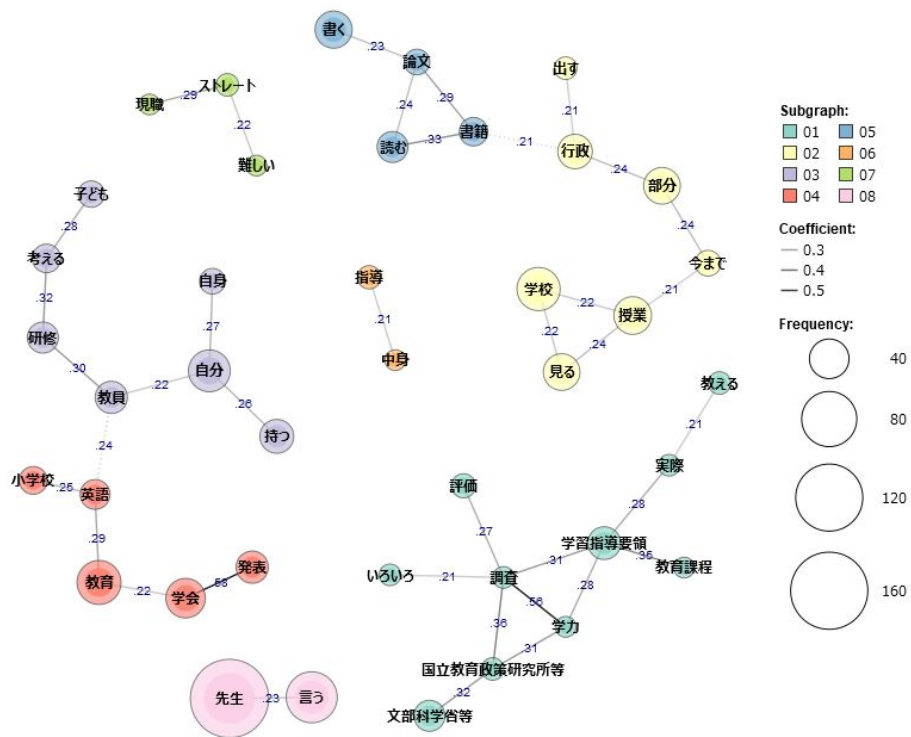 書く
.23
論文
出す
ストレート
.29
現職
.24
.29
.21
.22
.33
書籍
.21
難しい
読む
行政
.24
部分
子ども
.28
.24
考える
自身
指導
今まで
.32
.27
.21
学校
.22
.21
授業
研修
.22
.24
.30
自分
中身
見る
教員
.22
.26
教える
持つ
.24
.21
小学校
.25
英語
評価
実際
.28
.29
.27
学習指導要領
.31
.35
教育課程
発表
.53
いろいろ
.21
調査
.28
教育
.22
学会
.56
学力
.36
.31
国立教育政策研究所等
先生
.23
言う
.32
文部科学省等
Subgraph:
01 05
02 06
03 07
04 08
Coefficient:
0.3
0.4
0.5
Frequency:
40
80
120
160